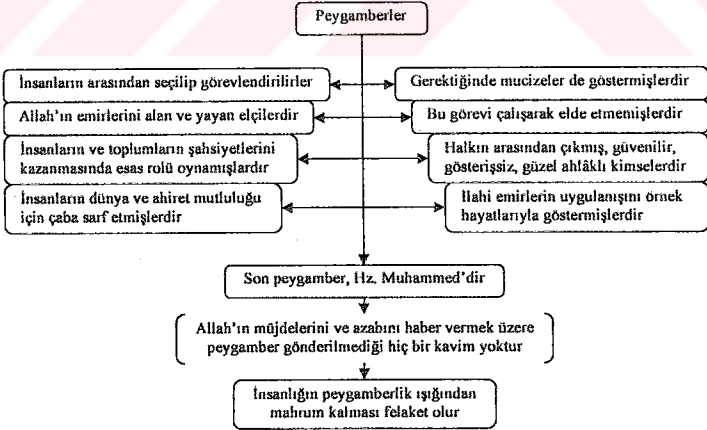 Peygamberler
İnsanların arasından seçilip görevlendirilirler
Gerektiğinde mucizeler de göstermişlerdir
Allah'ın emirlerini alan ve yayan elçilerdir
Bu görevi çalışarak elde etmemişlerdir
İnsanların ve toplumların şahsiyetlerini
kazanmasında esas rolü oynamışlardır
Halkın arasından çıkmış, güvenilir,
gösterişsiz, güzel ahlâklı kimselerdir
İnsanların dünya ve ahiret mutluluğu
için çaba sarf etmişlerdir
İlahi emirlerin uygulanışını örnek
hayatlarıyla göstermişlerdir
Son peygamber, Hz. Muhammed'dir
Allah'ın müjdelerini ve azabını haber vermek üzere
peygamber gönderilmediği hiç bir kavim yoktur
İnsanlığın peygamberlik ışığından
mahrum kalması felaket olur